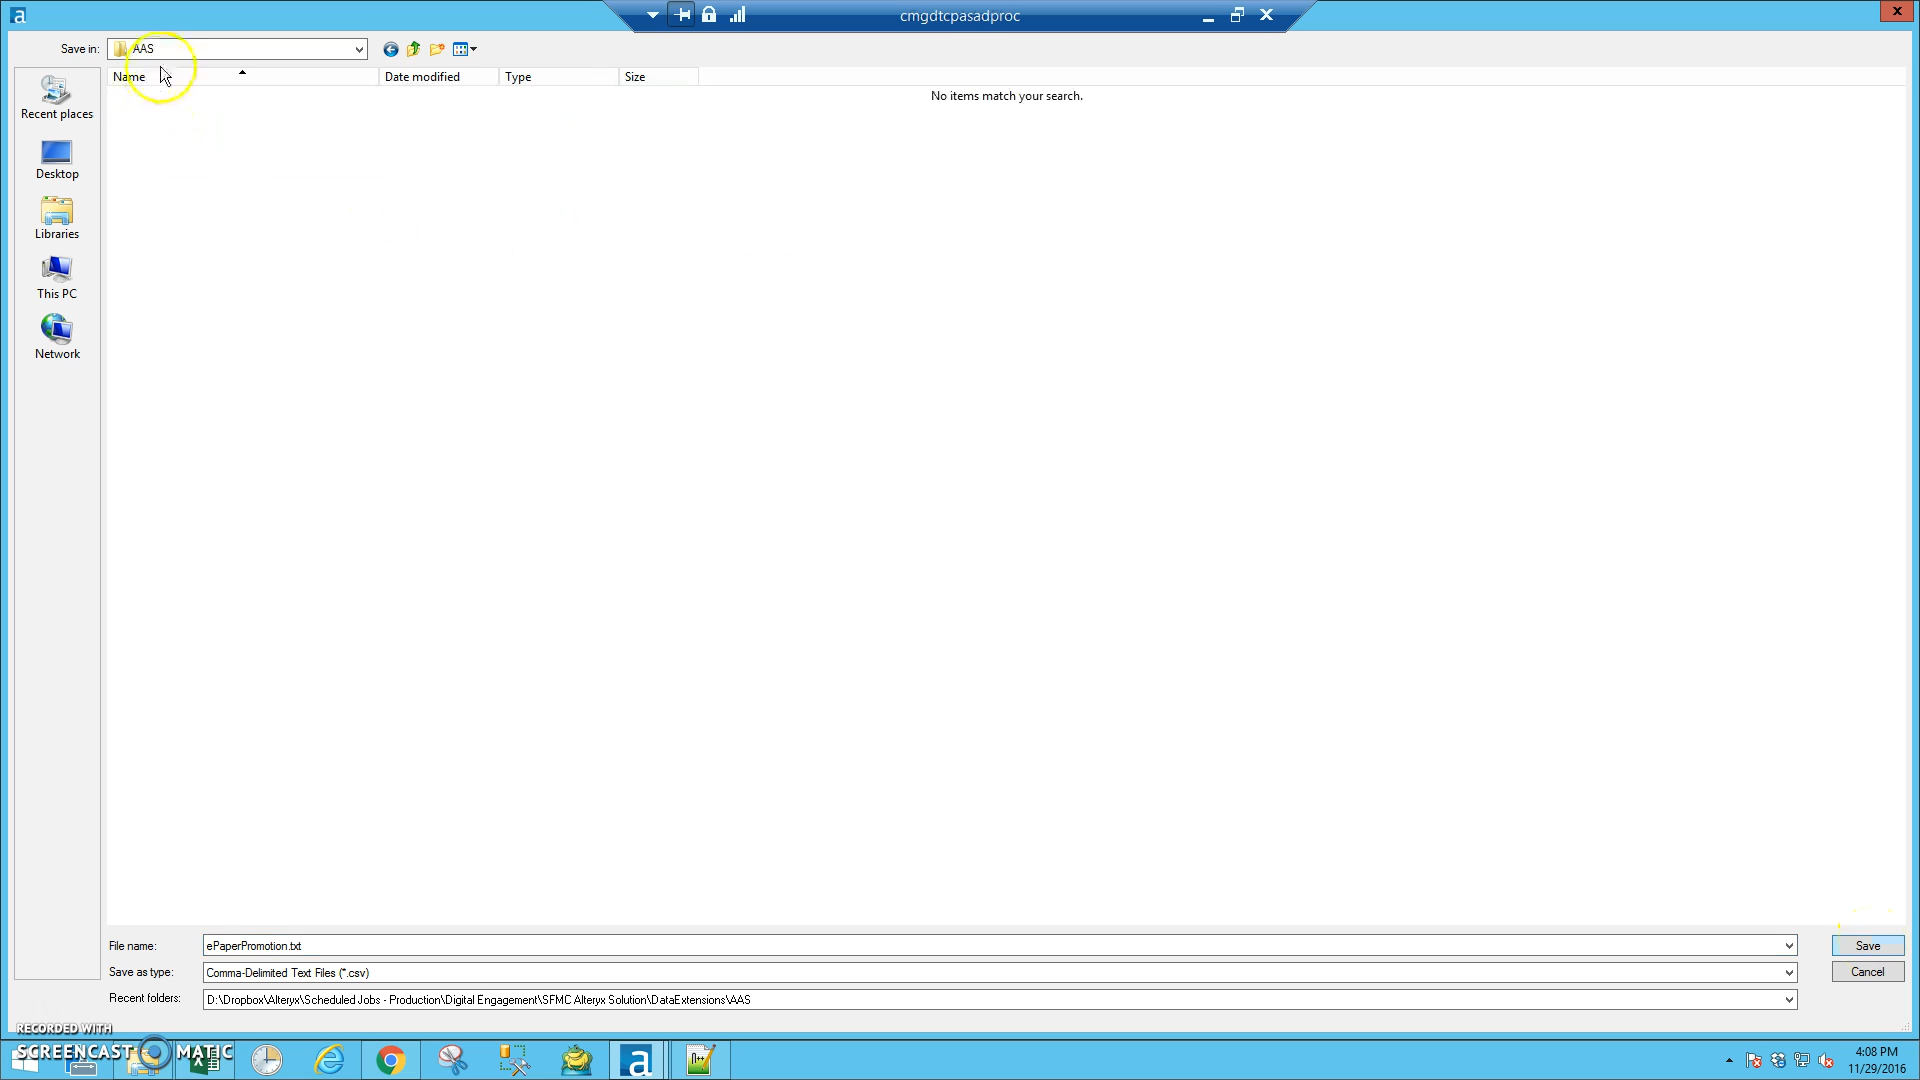 a
cmgdtcpasadproc
Save in: AAS
Name Date modified Type Size
No items match your search.
Recent places
Desktop
Libraries
This PC
Network
File name: ePaperPromotion.txt Save
Save as type: Comma-Delimited Text Files (*.csv) Cancel
Recent folders: D:\Dropbox\Alteryx\Scheduled Jobs - Production\Digital Engagement\SFMC Alteryx Solution\DataExtensions\AAS
RECORDED WITH
SCREENCAST MATIC
a
4:08 PM
11/29/2016